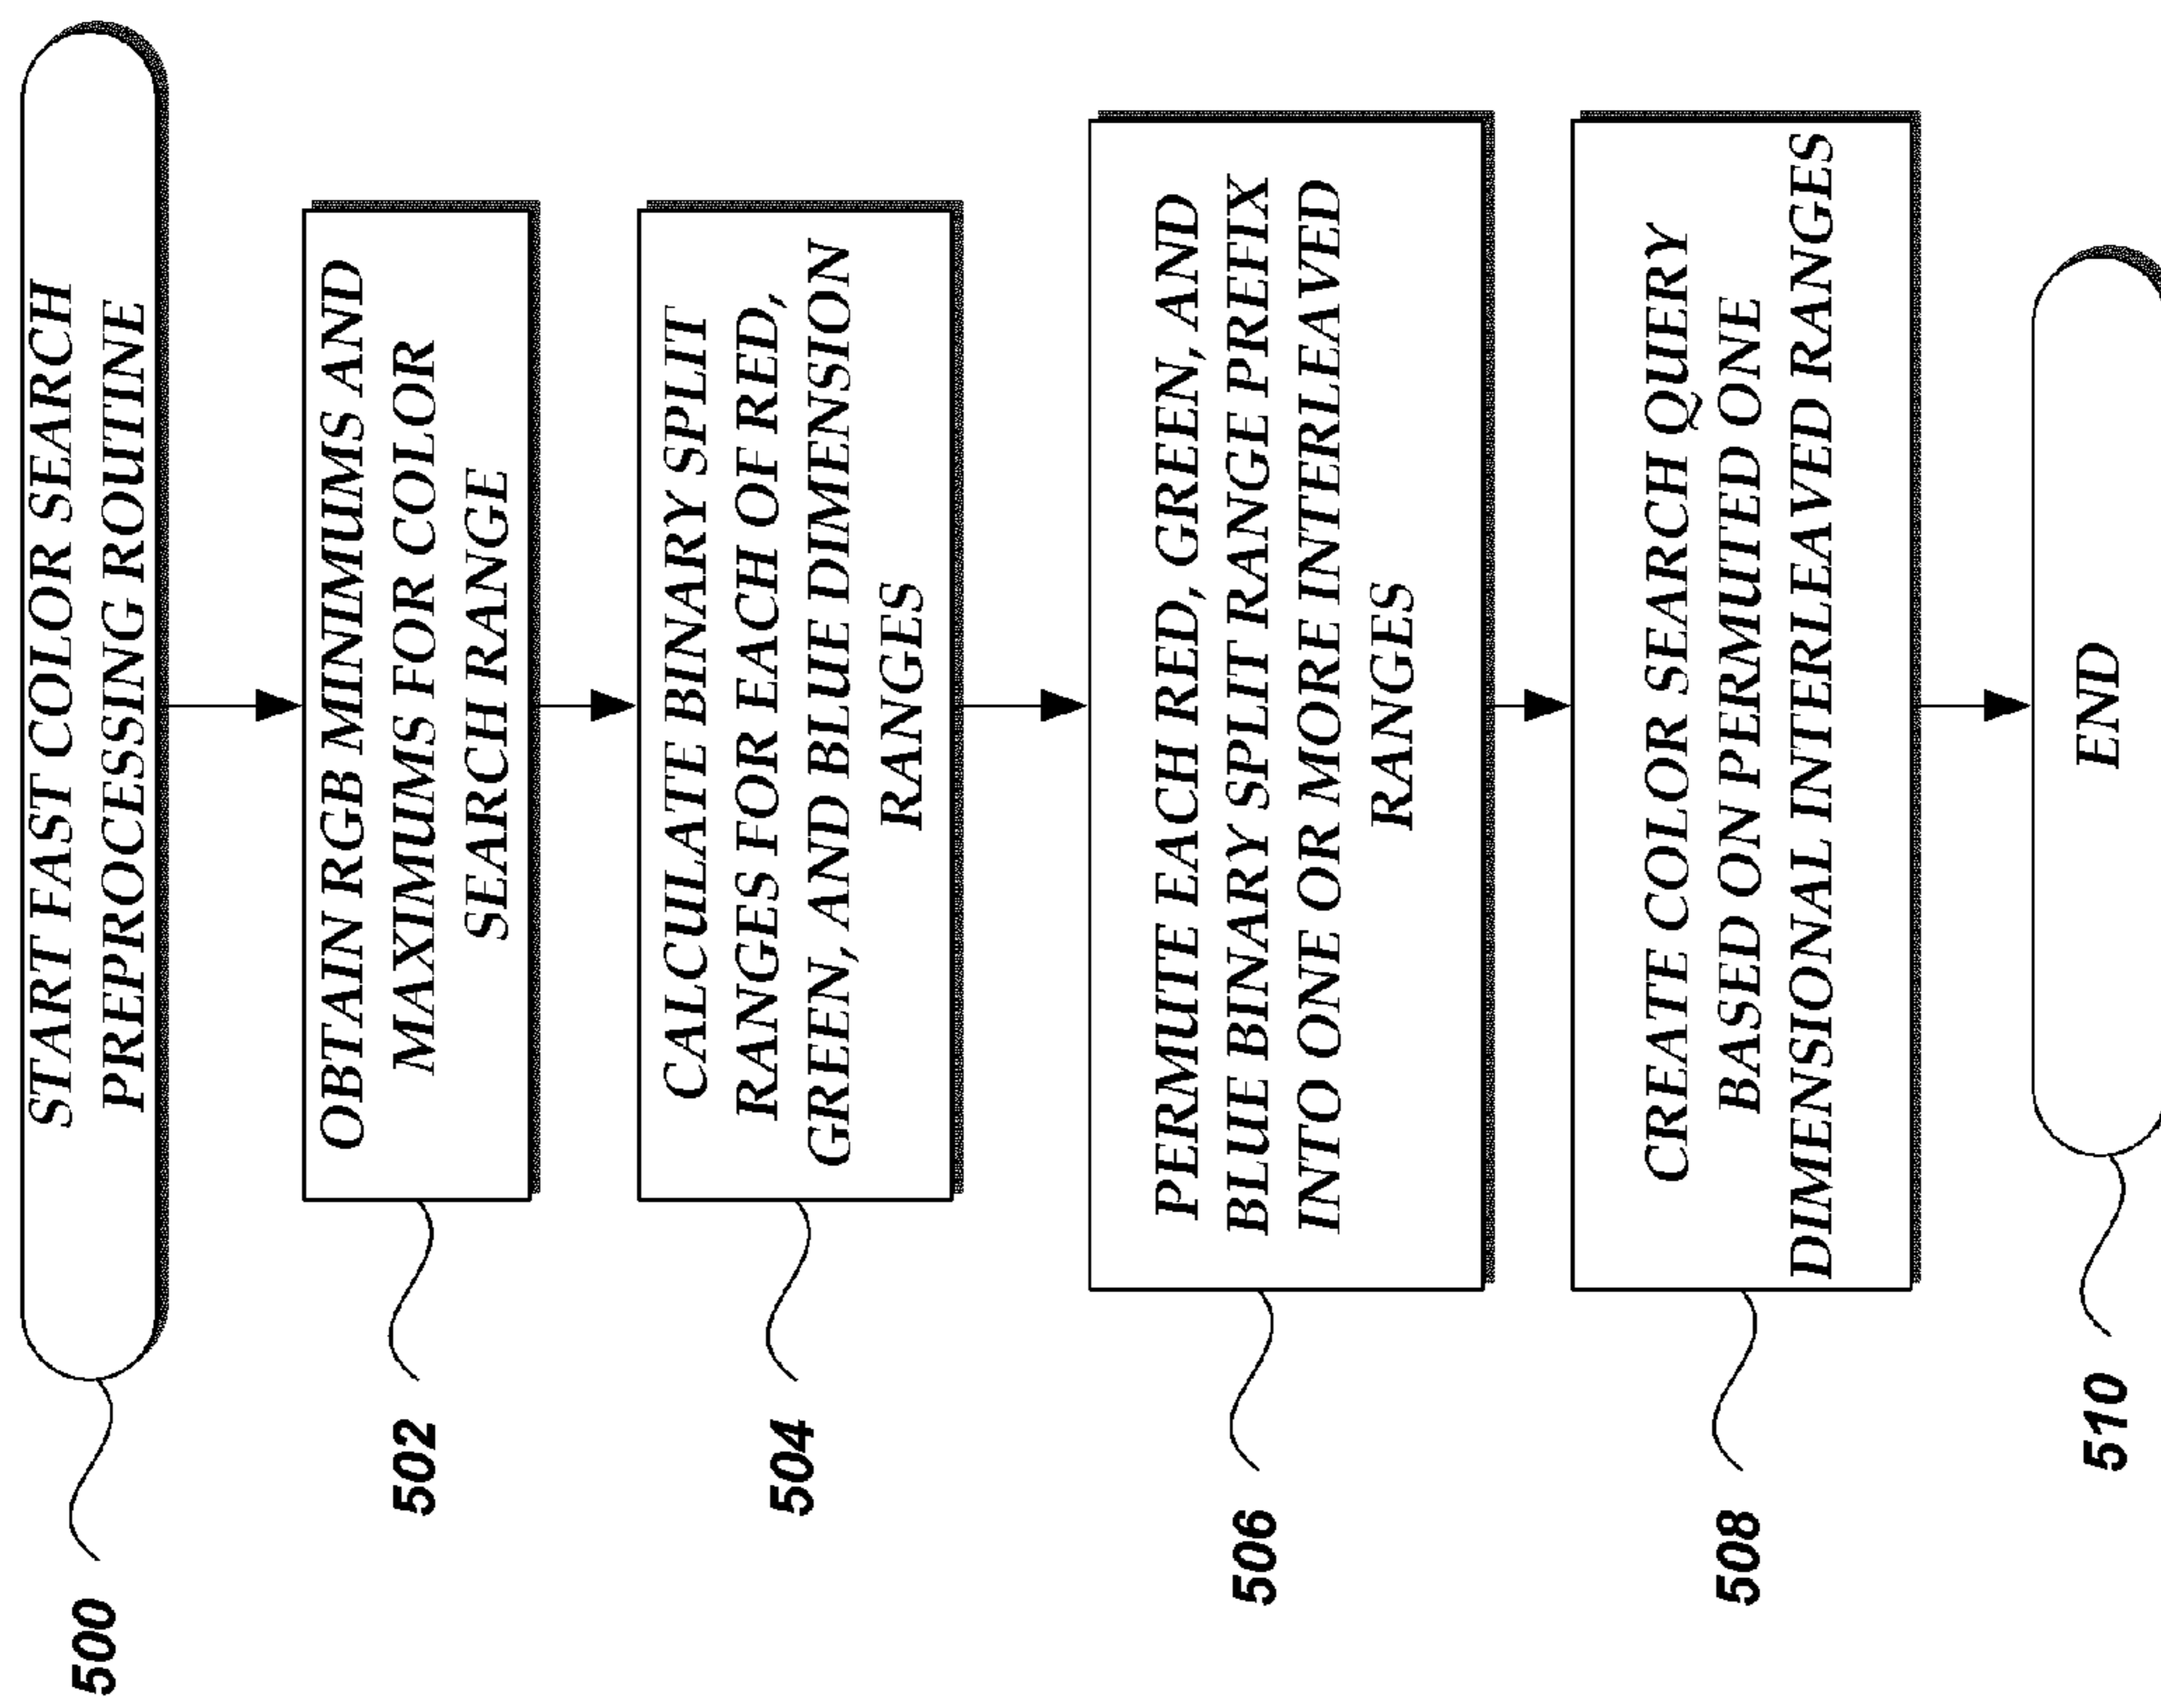 START FAST COLOR SEARCH
PREPROCESSING ROUTINE
500
OBTAIN RGB MINIMUMS AND
MAXIMUMS FOR COLOR
SEARCH RANGE
502
CALCULATE BINARY SPLIT
RANGES FOR EACH OF RED,
GREEN, AND BLUE DIMENSION
RANGES
504
PERMUTE EACH RED, GREEN, AND
BLUE BINARY SPLIT RANGE PREFIX
INTO ONE OR MORE INTERLEAVED
RANGES
506
CREATE COLOR SEARCH QUERY
BASED ON PERMUTED ONE
DIMENSIONAL INTERLEAVED RANGES
508
END
510